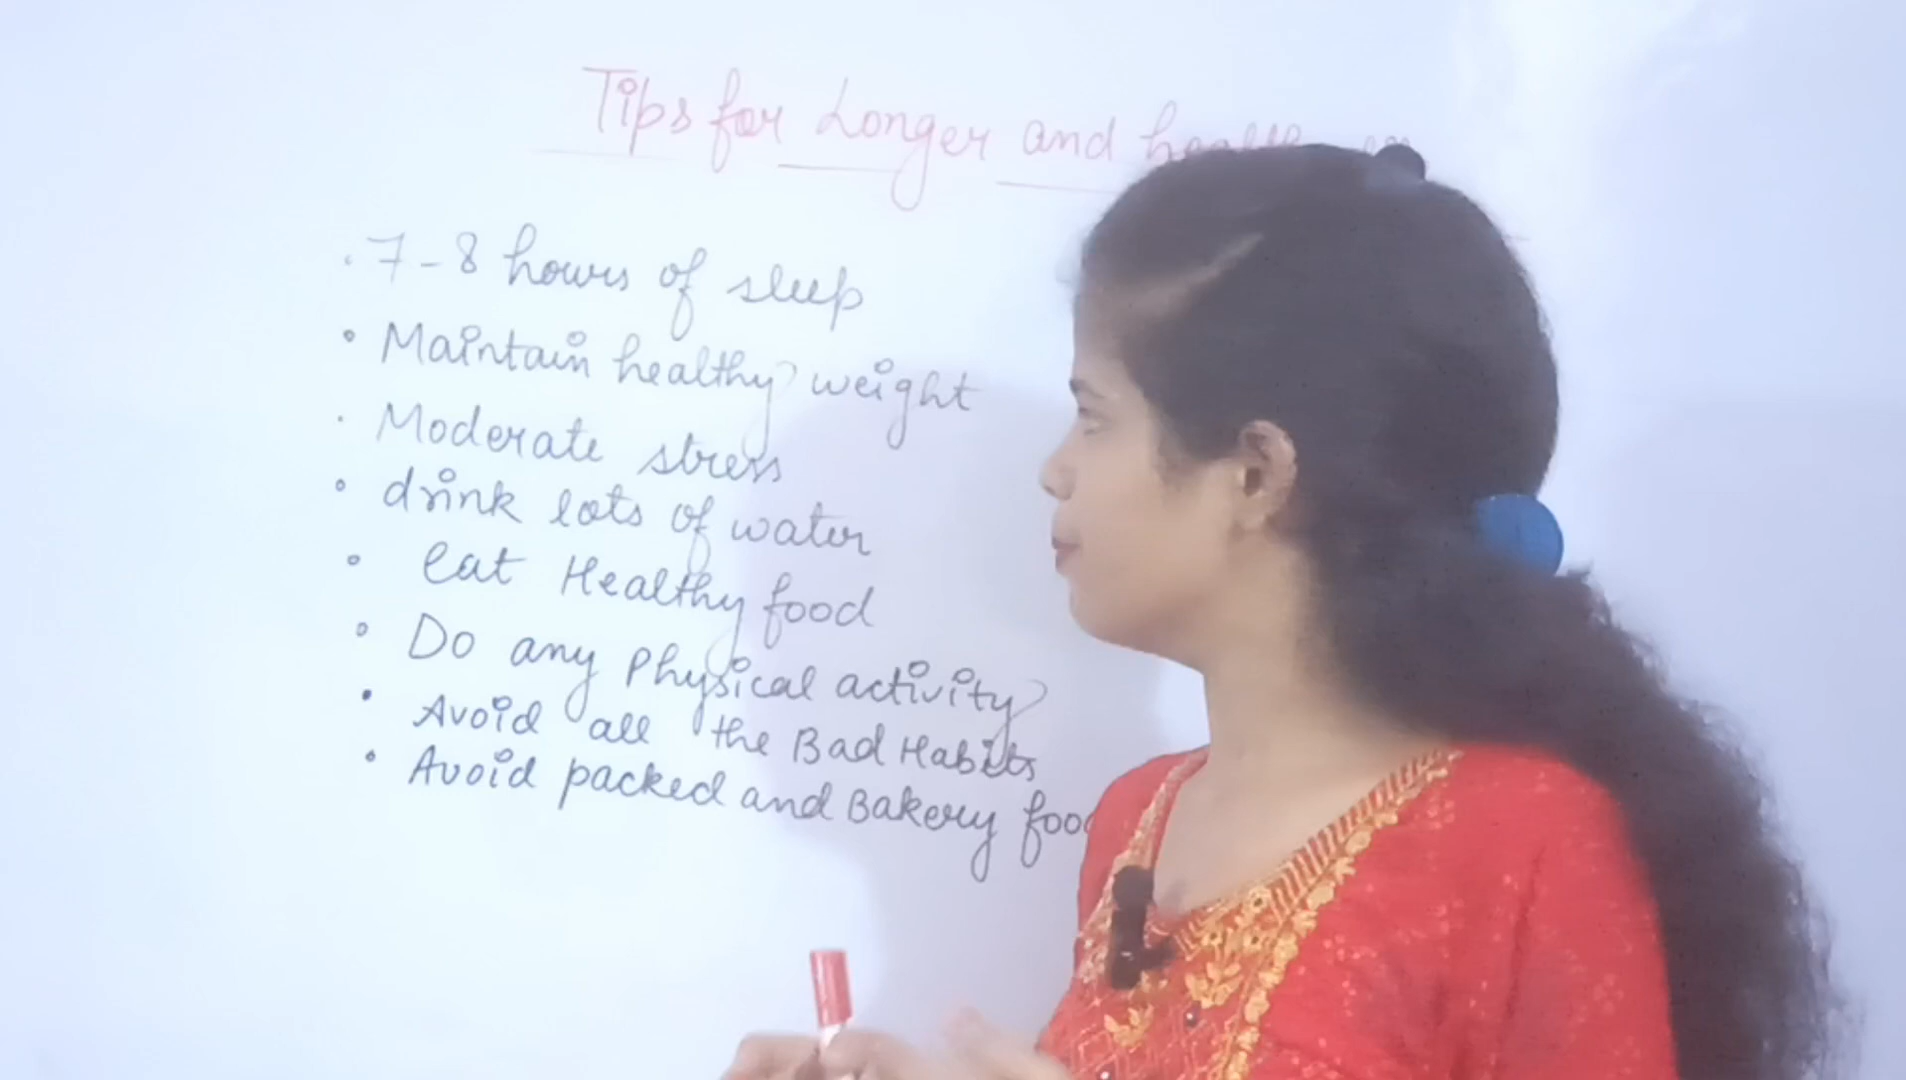 Tips for Longer and
• 7-8 hours of sleep
• Maintain healthy weight
• Moderate stress
• drink lots of water
• eat Healthy food
• Do any Physical activity
• Avoid all the Bad Habits
• Avoid packed and Bakery food